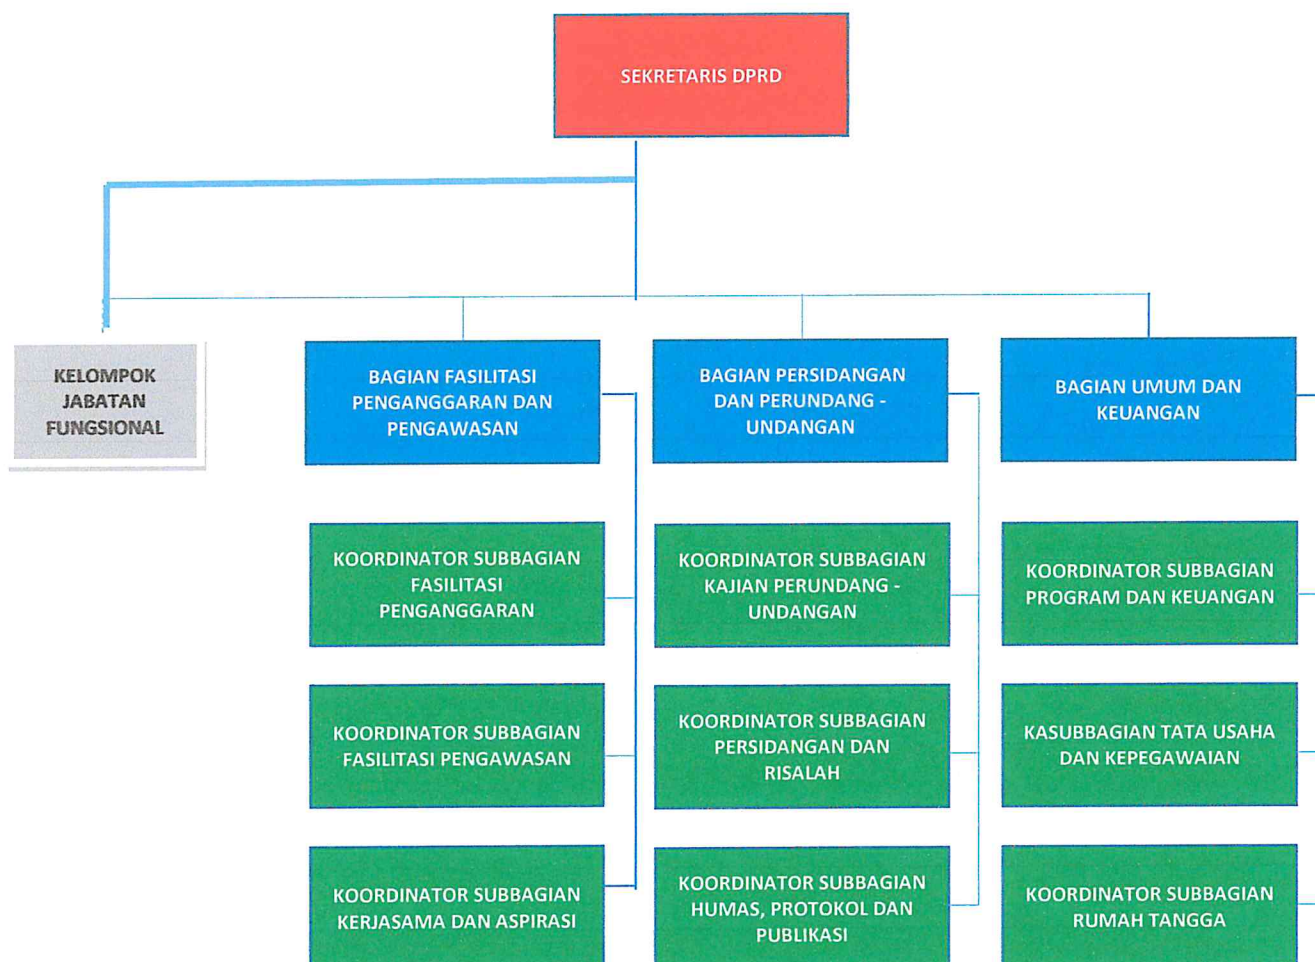 SEKRETARIS DPRD
KELOMPOK
JABATAN
FUNGSIONAL
BAGIAN FASILITASI
PENGANGGARAN DAN
PENGAWASAN
BAGIAN PERSIDANGAN
DAN PERUNDANG -
UNDANGAN
BAGIAN UMUM DAN
KEUANGAN
KOORDINATOR SUBBAGIAN
FASILITASI
PENGANGGARAN
KOORDINATOR SUBBAGIAN
KAJIAN PERUNDANG -
UNDANGAN
KOORDINATOR SUBBAGIAN
PROGRAM DAN KEUANGAN
KOORDINATOR SUBBAGIAN
FASILITASI PENGAWASAN
KOORDINATOR SUBBAGIAN
PERSIDANGAN DAN
RISALAH
KASUBBAGIAN TATA USAHA
DAN KEPEGAWAIAN
KOORDINATOR SUBBAGIAN
KERJASAMA DAN ASPIRASI
KOORDINATOR SUBBAGIAN
HUMAS, PROTOKOL DAN
PUBLIKASI
KOORDINATOR SUBBAGIAN
RUMAH TANGGA